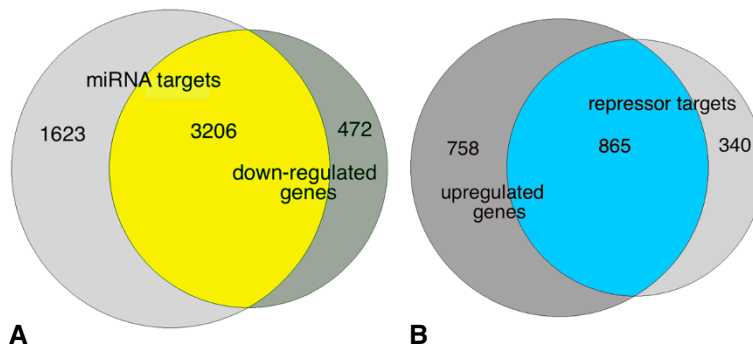 miRNA targets
1623
3206
472
down-regulated
genes
A
repressor targets
758
865
340
upregulated
genes
B